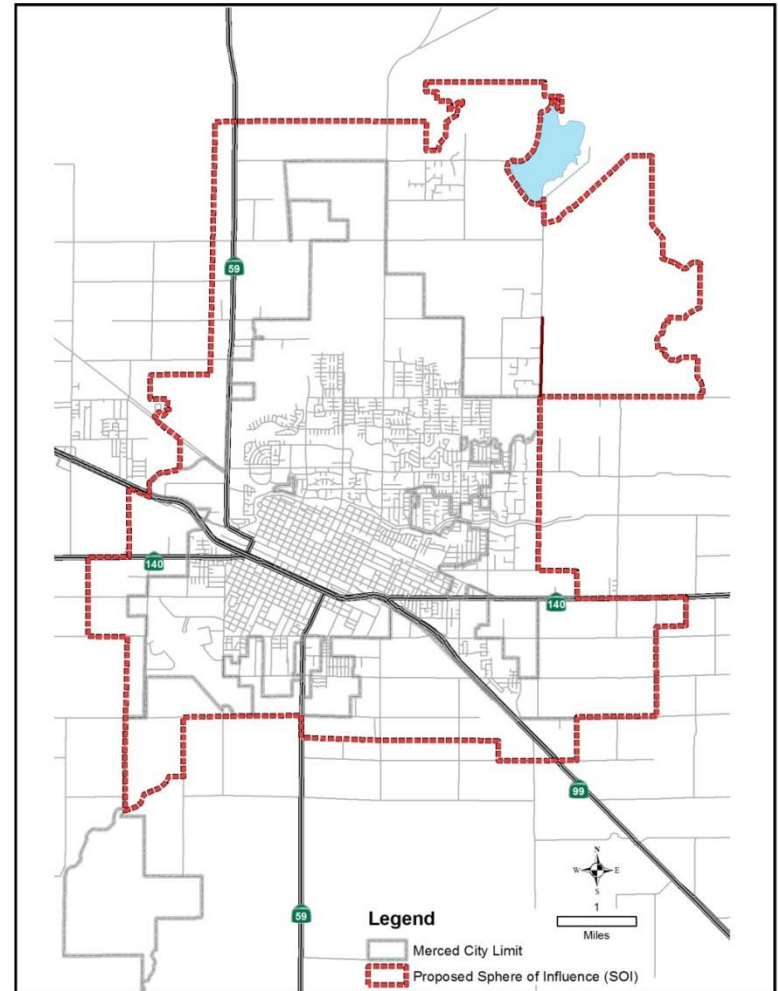 59
140
140
99
59
N
W E
S
1
Miles
Legend
Merced City Limit
Proposed Sphere of Influence (SOI)